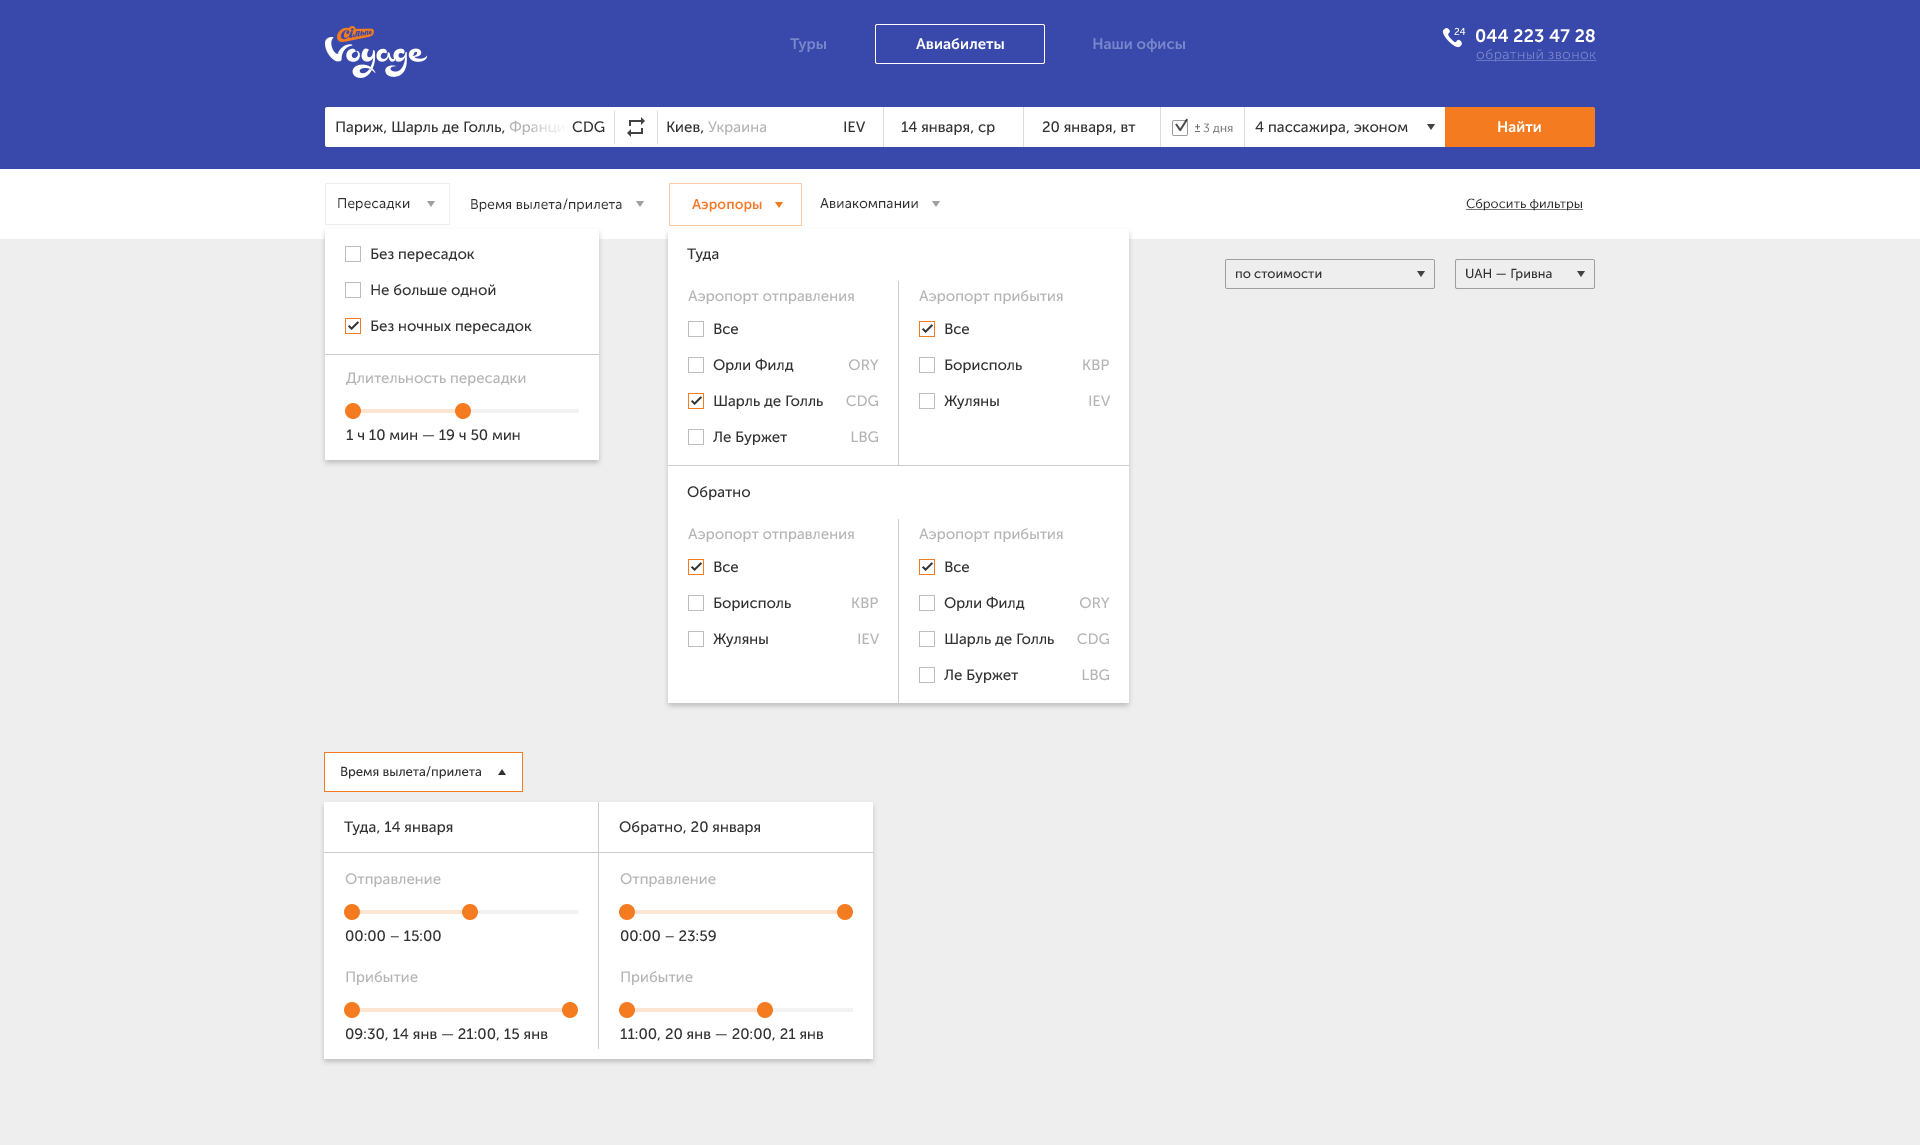 Сільпо
Voyage
Туры
Авиабилеты
Наши офисы
24
044 223 47 28
обратный звонок
Париж, Шарль де Голль, Франци CDG
Киев, Украина IEV
14 января, ср
20 января, вт
± 3 дня
4 пассажира, эконом
Найти
Пересадки
Время вылета/прилета
Аэропоры
Авиакомпании
Сбросить фильтры
по стоимости
UAH — Гривна
Без пересадок
Не больше одной
Без ночных пересадок
Длительность пересадки
1 ч 10 мин — 19 ч 50 мин
Туда
Аэропорт отправления
Все
Орли Филд ORY
Шарль де Голль CDG
Ле Буржет LBG
Аэропорт прибытия
Все
Борисполь KBP
Жуляны IEV
Обратно
Аэропорт отправления
Все
Борисполь KBP
Жуляны IEV
Аэропорт прибытия
Все
Орли Филд ORY
Шарль де Голль CDG
Ле Буржет LBG
Время вылета/прилета
Туда, 14 января
Отправление
00:00 – 15:00
Прибытие
09:30, 14 янв — 21:00, 15 янв
Обратно, 20 января
Отправление
00:00 – 23:59
Прибытие
11:00, 20 янв — 20:00, 21 янв